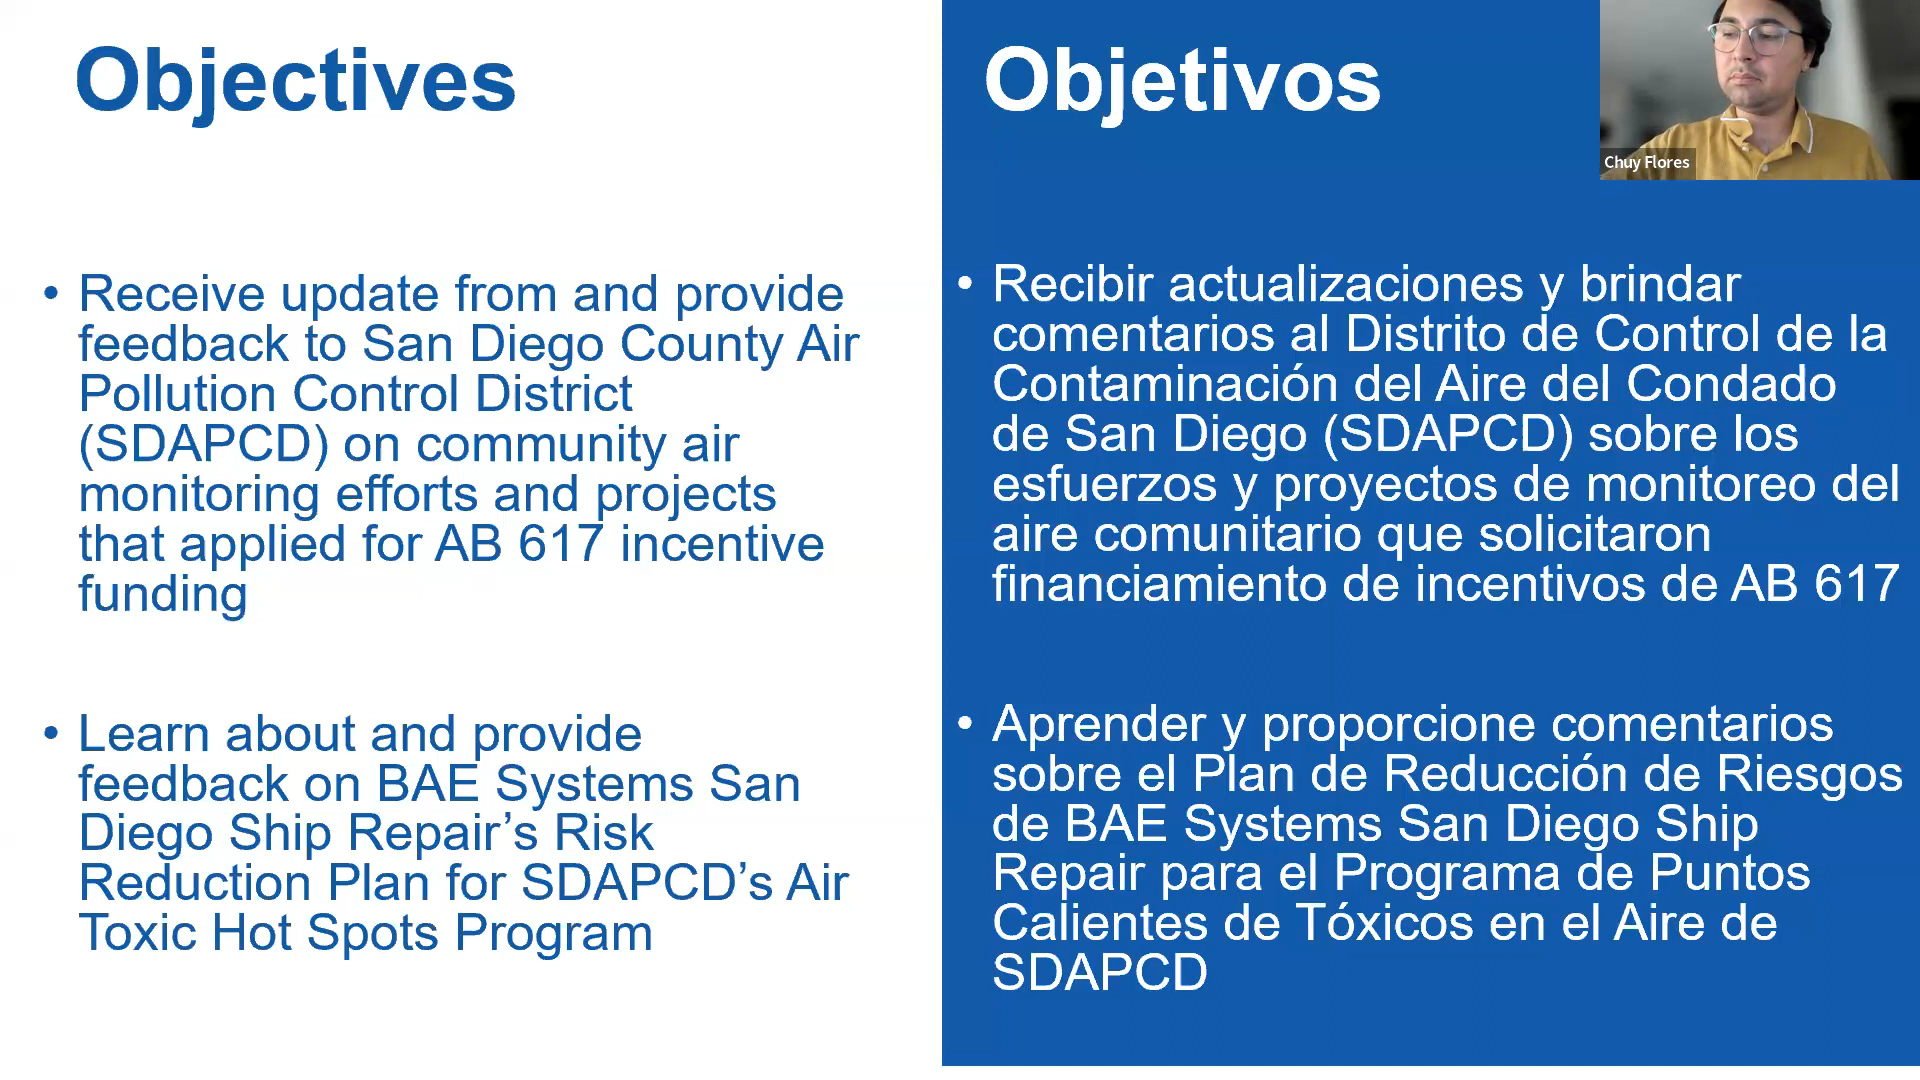 Objectives
• Receive update from and provide
feedback to San Diego County Air
Pollution Control District
(SDAPCD) on community air
monitoring efforts and projects
that applied for AB 617 incentive
funding
• Learn about and provide
feedback on BAE Systems San
Diego Ship Repair’s Risk
Reduction Plan for SDAPCD’s Air
Toxic Hot Spots Program
Objetivos
• Recibir actualizaciones y brindar
comentarios al Distrito de Control de la
Contaminación del Aire del Condado
de San Diego (SDAPCD) sobre los
esfuerzos y proyectos de monitoreo del
aire comunitario que solicitaron
financiamiento de incentivos de AB 617
• Aprender y proporcione comentarios
sobre el Plan de Reducción de Riesgos
de BAE Systems San Diego Ship
Repair para el Programa de Puntos
Calientes de Tóxicos en el Aire de
SDAPCD
Chuy Flores